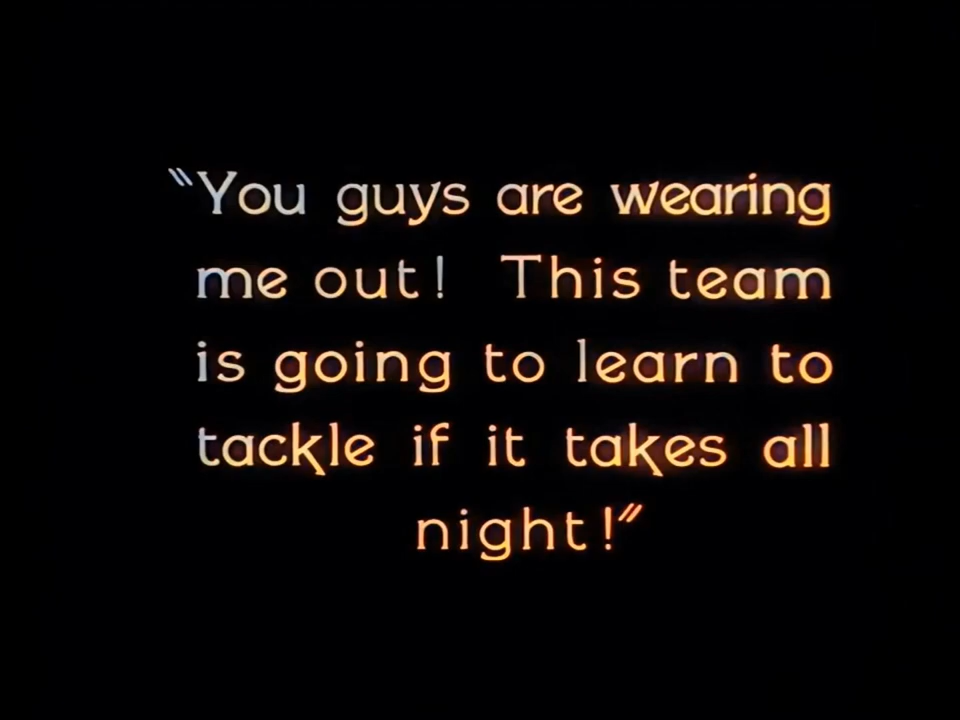 "You guys are wearing
me out! This team
is going to learn to
tackle if it takes all
night!"